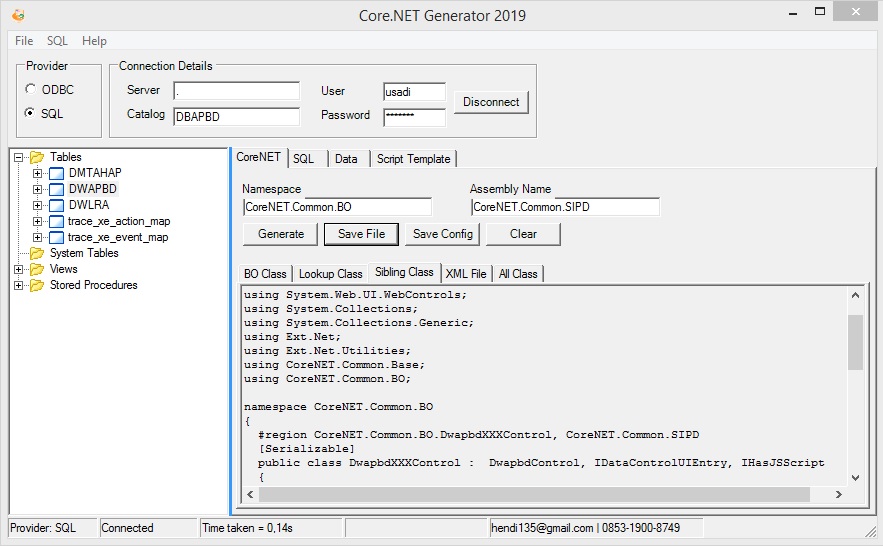 Core.NET Generator 2019
File SQL Help
Provider
ODBC
SQL
Connection Details
Server .
Catalog DBAPBD
User usadi
Password *******
Disconnect
Tables
DMTAHAP
DWAPBD
DWLRA
trace_xe_action_map
trace_xe_event_map
System Tables
Views
Stored Procedures
CoreNET SQL Data Script Template
Namespace
CoreNET.Common.BO
Assembly Name
CoreNET.Common.SIPD
Generate Save File Save Config Clear
BO Class Lookup Class Sibling Class XML File All Class
using System.Web.UI.WebControls;
using System.Collections;
using System.Collections.Generic;
using Ext.Net;
using Ext.Net.Utilities;
using CoreNET.Common.Base;
using CoreNET.Common.BO;
namespace CoreNET.Common.BO
{
#region CoreNET.Common.BO.DwapbdXXXControl, CoreNET.Common.SIPD
[Serializable]
public class DwapbdXXXControl : DwapbdControl, IDataControlUIEntry, IHasJSScript
{
Provider: SQL Connected Time taken = 0,14s hendi135@gmail.com | 0853-1900-8749